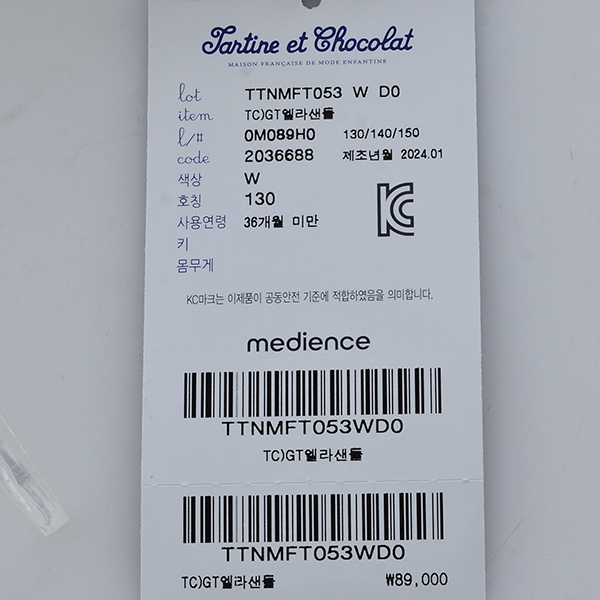 Tartine et Chocolat
MAISON FRANÇAISE DE MODE ENFANTINE
lot TTNMFT053 W D0
item TC)GT엘라샌들
l/# 0M089H0 130/140/150
code 2036688 제조년월 2024.01
색상 W
호칭 130
사용연령 36개월 미만
키
몸무게
KC
KC마크는 이제품이 공동안전 기준에 적합하였음을 의미합니다.
medience
TTNMFT053WD0
TC)GT엘라샌들
TTNMFT053WD0
TC)GT엘라샌들 ₩89,000